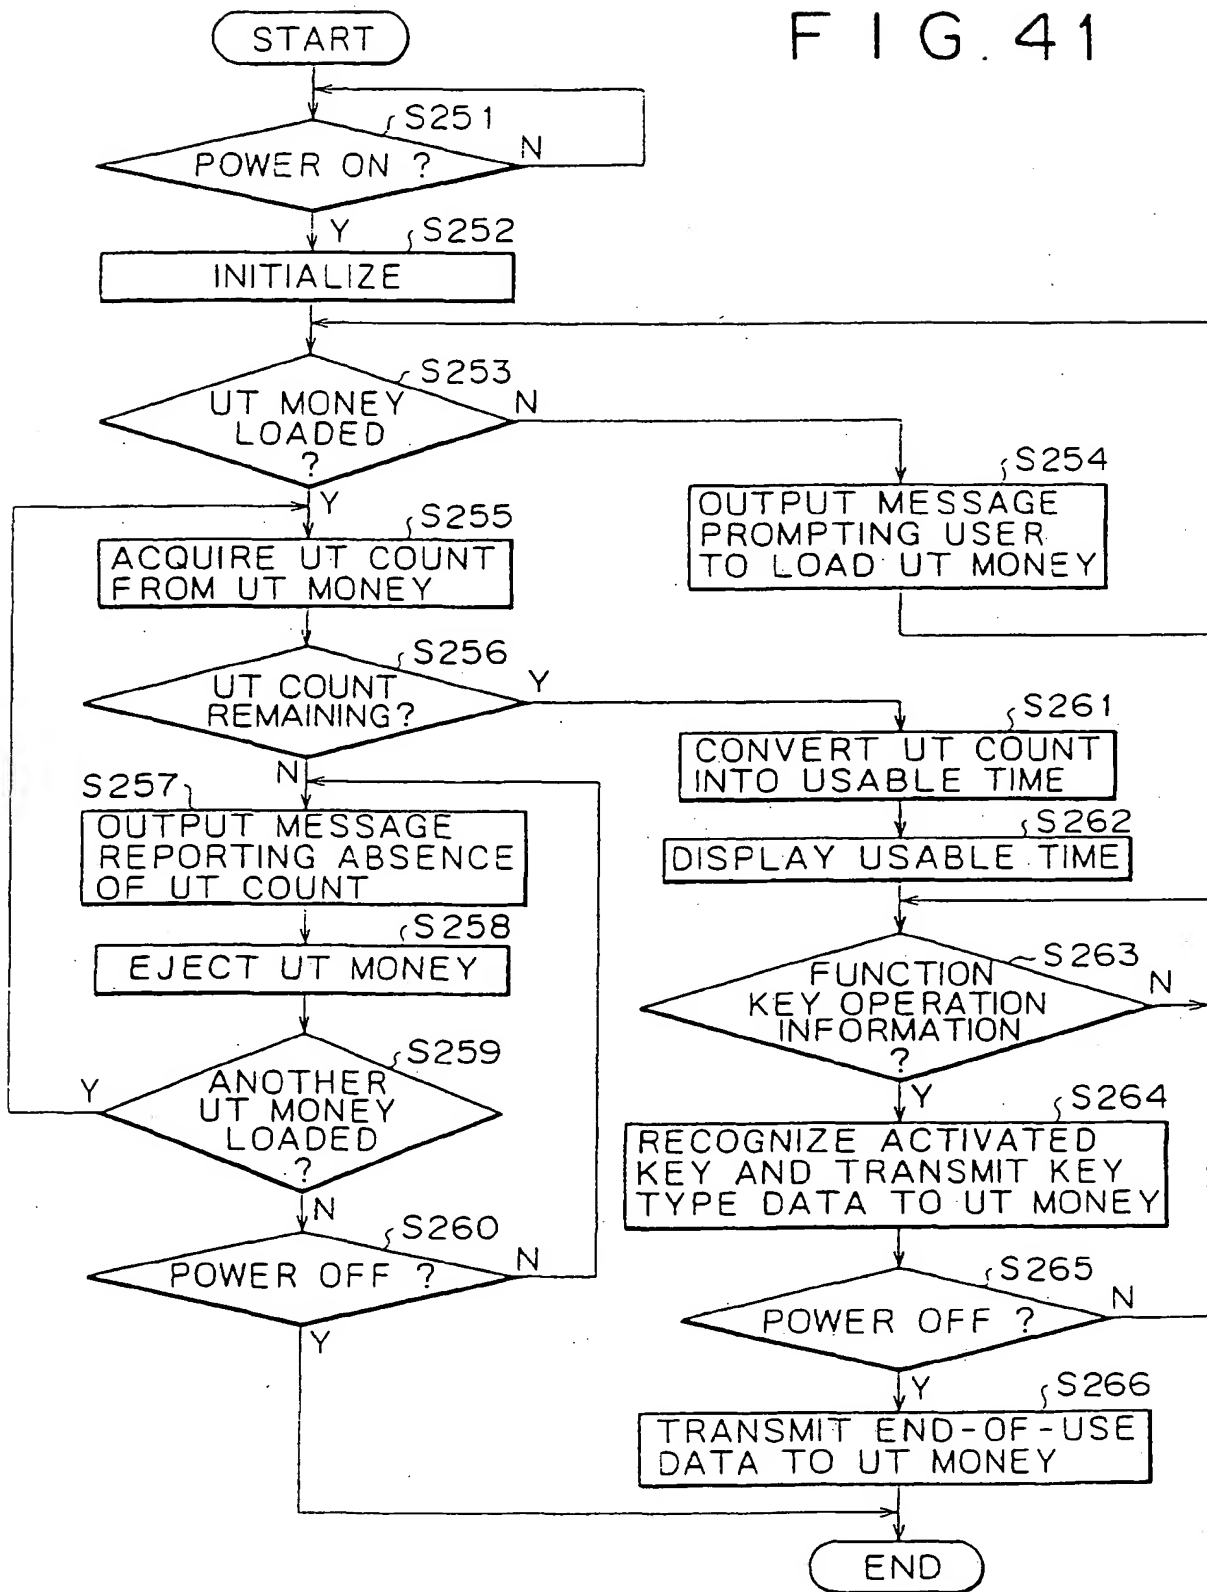 FIG. 41
START
S251
POWER ON ?
N
Y
S252
INITIALIZE
S253
UT MONEY
LOADED
?
N
Y
S254
OUTPUT MESSAGE
PROMPTING USER
TO LOAD UT MONEY
S255
ACQUIRE UT COUNT
FROM UT MONEY
S256
UT COUNT
REMAINING?
Y
N
S257
OUTPUT MESSAGE
REPORTING ABSENCE
OF UT COUNT
S258
EJECT UT MONEY
S259
ANOTHER
UT MONEY
LOADED
?
Y
N
S260
POWER OFF ?
N
Y
S261
CONVERT UT COUNT
INTO USABLE TIME
S262
DISPLAY USABLE TIME
S263
FUNCTION
KEY OPERATION
INFORMATION
?
N
Y
S264
RECOGNIZE ACTIVATED
KEY AND TRANSMIT KEY
TYPE DATA TO UT MONEY
S265
POWER OFF ?
N
Y
S266
TRANSMIT END-OF-USE
DATA TO UT MONEY
END